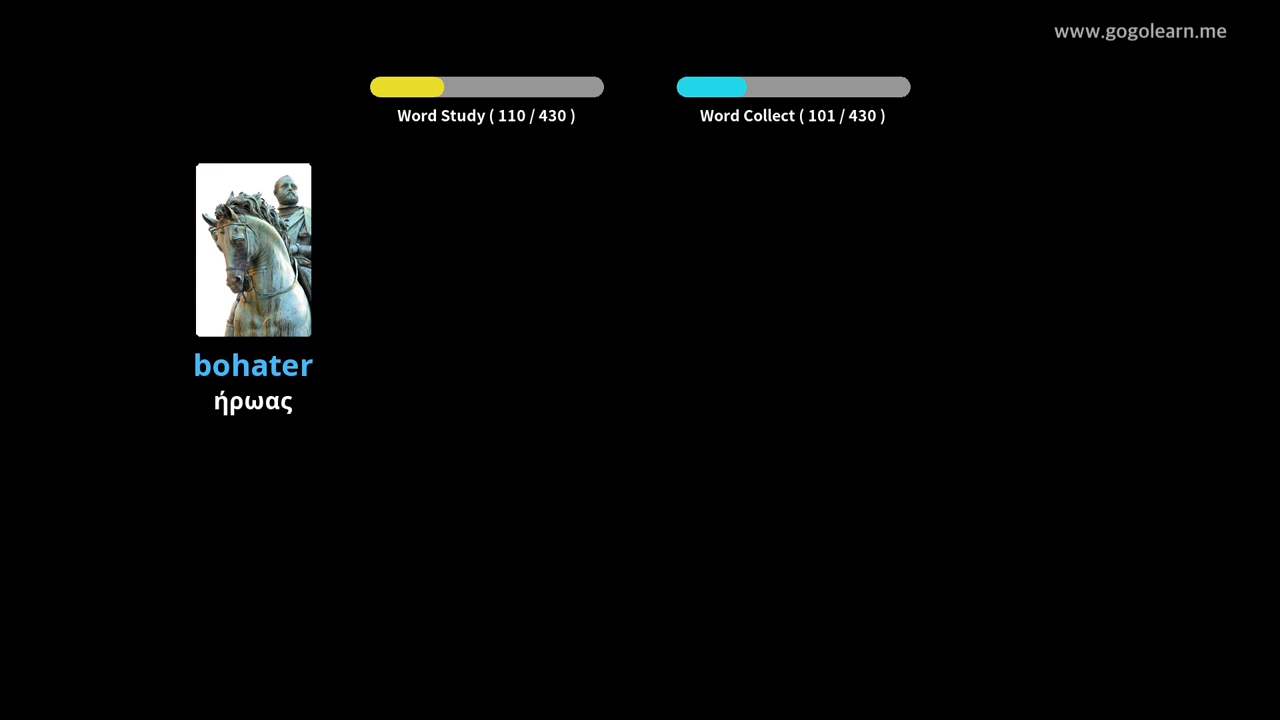 www.gogolearn.me
Word Study ( 110 / 430 )
Word Collect ( 101 / 430 )
bohater
ήρωας